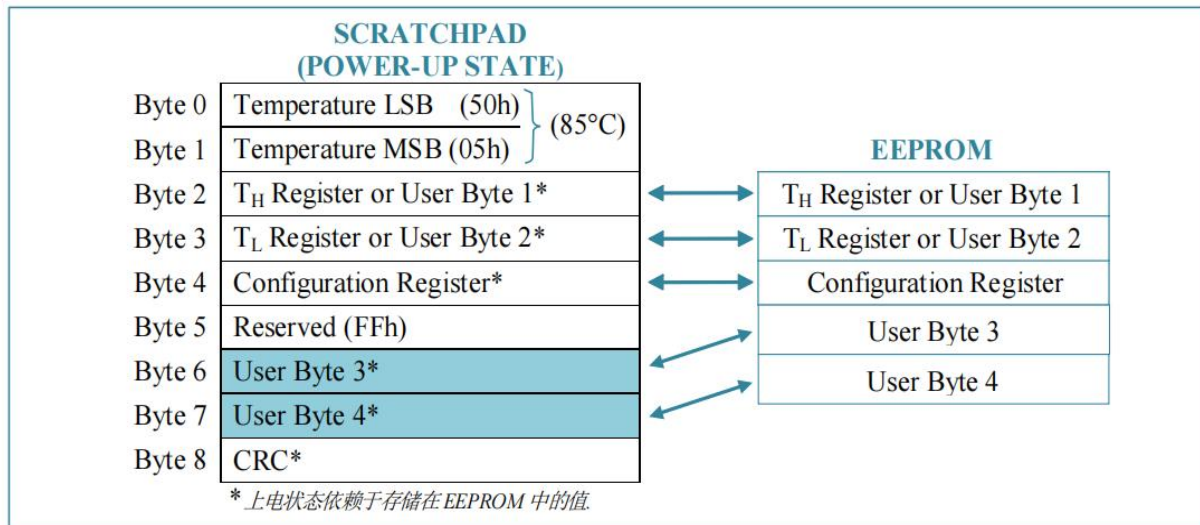 SCRATCHPAD
(POWER-UP STATE)
Byte 0 Temperature LSB (50h)
(85°C)
Byte 1 Temperature MSB (05h)
EEPROM
Byte 2 TH Register or User Byte 1* TH Register or User Byte 1
Byte 3 TL Register or User Byte 2* TL Register or User Byte 2
Byte 4 Configuration Register* Configuration Register
Byte 5 Reserved (FFh) User Byte 3
Byte 6 User Byte 3*
User Byte 4
Byte 7 User Byte 4*
Byte 8 CRC*
* 上电状态依赖于存储在 EEPROM 中的值.